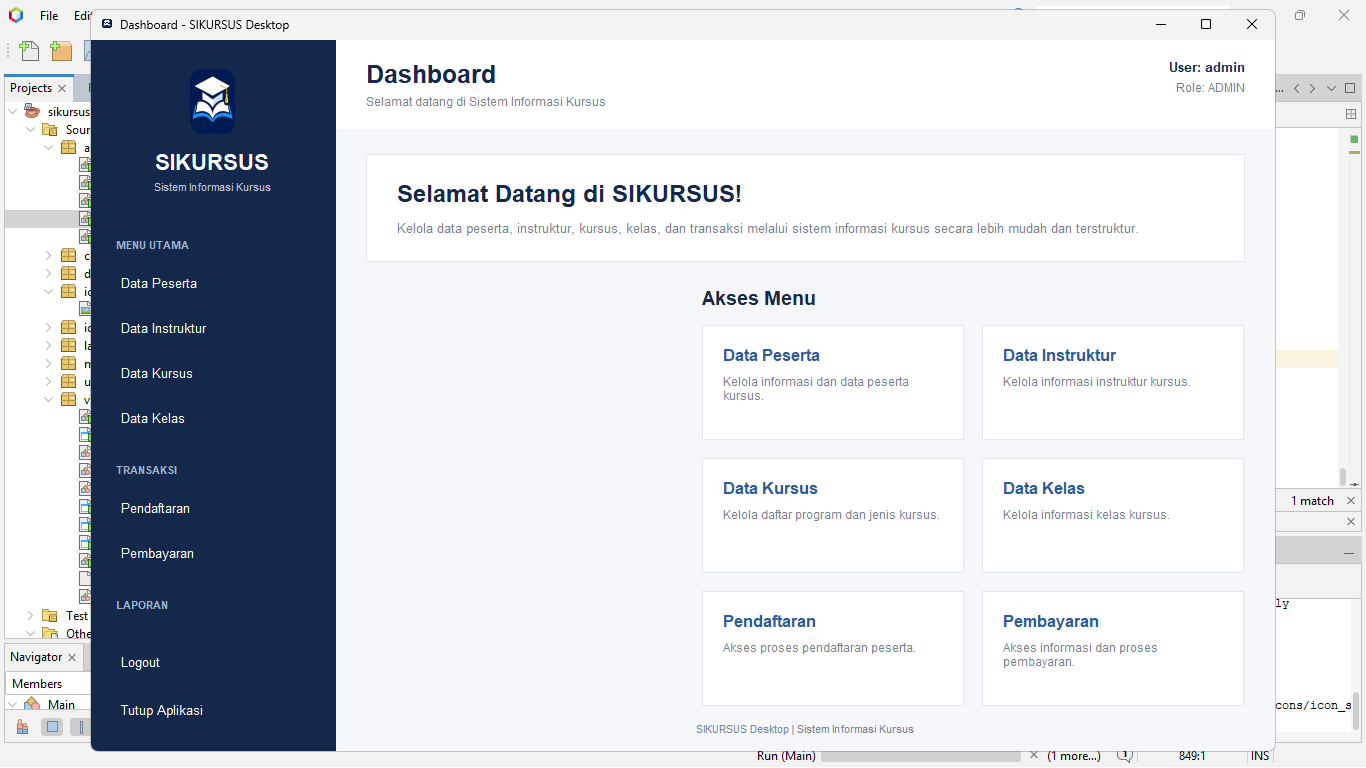 File
Dashboard - SIKURSUS Desktop
Projects
sikursus
Test
Navigator
Members
Main
SIKURSUS
Sistem Informasi Kursus
MENU UTAMA
Data Peserta
Data Instruktur
Data Kursus
Data Kelas
TRANSAKSI
Pendaftaran
Pembayaran
LAPORAN
Logout
Tutup Aplikasi
Dashboard
Selamat datang di Sistem Informasi Kursus
User: admin
Role: ADMIN
Selamat Datang di SIKURSUS!
Kelola data peserta, instruktur, kursus, kelas, dan transaksi melalui sistem informasi kursus secara lebih mudah dan terstruktur.
Akses Menu
Data Peserta
Kelola informasi dan data peserta
kursus.
Data Instruktur
Kelola informasi instruktur kursus.
Data Kursus
Kelola daftar program dan jenis kursus.
Data Kelas
Kelola informasi kelas kursus.
Pendaftaran
Akses proses pendaftaran peserta.
Pembayaran
Akses informasi dan proses
pembayaran.
SIKURSUS Desktop | Sistem Informasi Kursus
1 match
ly
cons/icon_s
Run (Main)
(1 more...)
1
849:1
INS